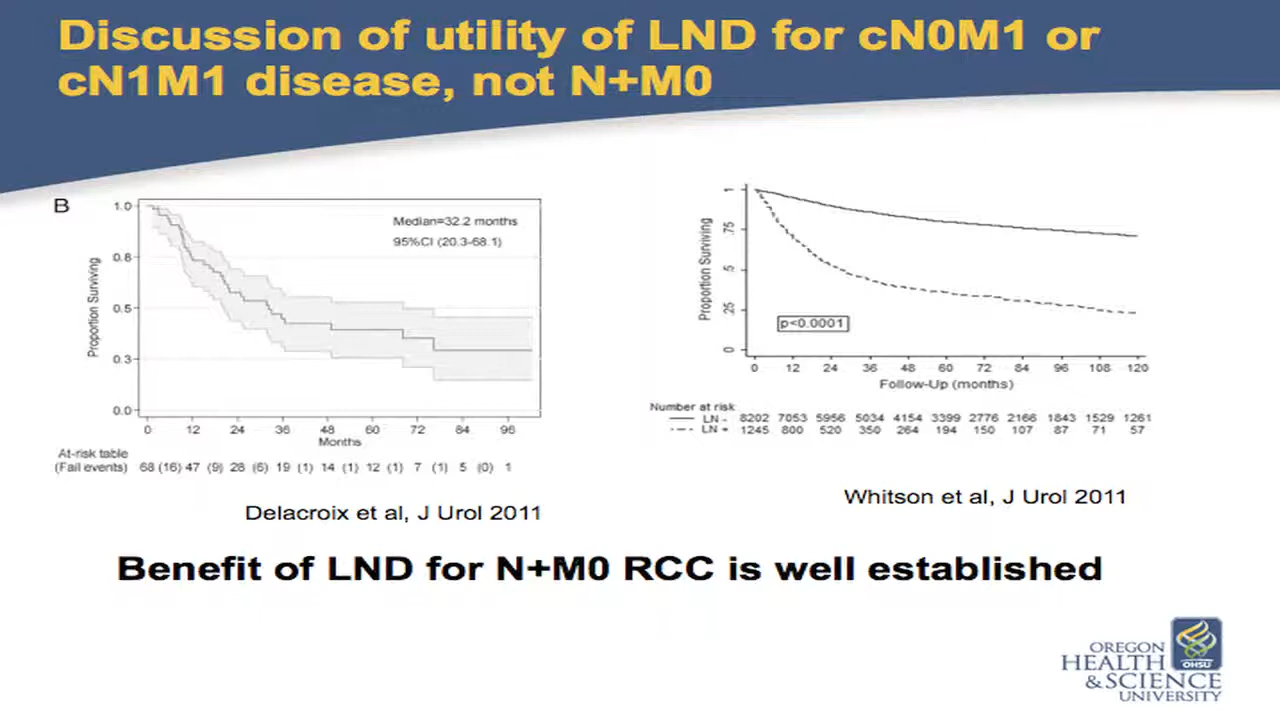 Discussion of utility of LND for cN0M1 or
cN1M1 disease, not N+M0
B
Median=32.2 months
95%CI (20.3-68.1)
Proportion Surviving
1.0
0.8
0.5
0.3
0.0
0 12 24 36 48 60 72 84 96
Months
At-risk table
(Fail events) 68 (16) 47 (9) 28 (6) 19 (1) 14 (1) 12 (1) 7 (1) 5 (0) 1
Delacroix et al, J Urol 2011
Proportion Surviving
1
.75
.5
.25
0
p<0.0001
0 12 24 36 48 60 72 84 96 108 120
Follow-Up (months)
Number at risk
LN - 8202 7053 5956 5034 4154 3399 2776 2166 1843 1529 1261
LN + 1245 800 520 350 264 194 150 107 87 71 57
Whitson et al, J Urol 2011
Benefit of LND for N+M0 RCC is well established
OREGON
HEALTH
&SCIENCE
UNIVERSITY
OHSU